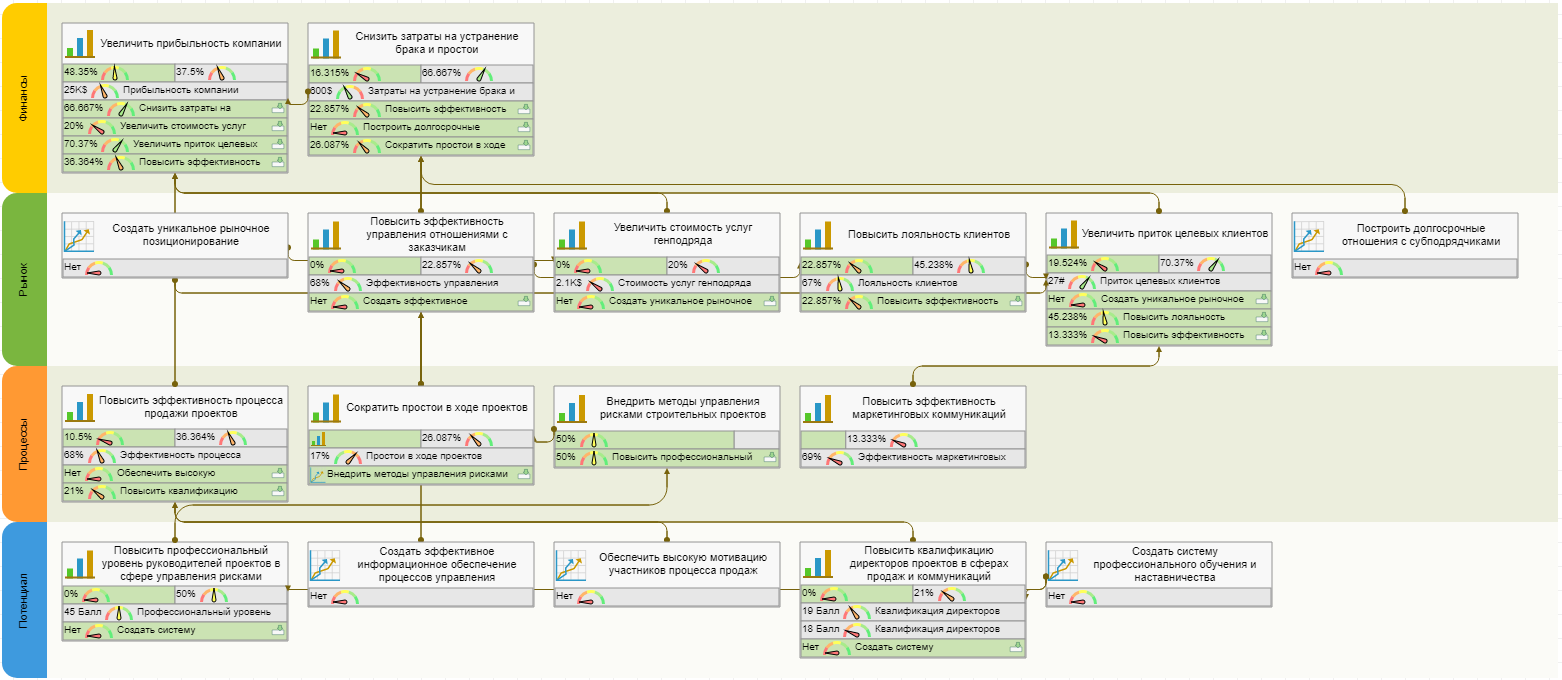 Финансы
Увеличить прибыльность компании
48.35%
37.5%
25K$ Прибыльность компании
66.667% Снизить затраты на
20% Увеличить стоимость услуг
70.37% Увеличить приток целевых
36.364% Повысить эффективность
Снизить затраты на устранение
брака и простои
16.315%
66.667%
600$ Затраты на устранение брака и
22.857% Повысить эффективность
Нет Построить долгосрочные
26.087% Сократить простои в ходе
Рынок
Создать уникальное рыночное
позиционирование
Нет
Повысить эффективность
управления отношениями с
заказчикам
0%
22.857%
68% Эффективность управления
Нет Создать эффективное
Увеличить стоимость услуг
генподряда
0%
20%
2.1K$ Стоимость услуг генподряда
Нет Создать уникальное рыночное
Повысить лояльность клиентов
22.857%
45.238%
67% Лояльность клиентов
22.857% Повысить эффективность
Увеличить приток целевых клиентов
19.524%
70.37%
27# Приток целевых клиентов
Нет Создать уникальное рыночное
45.238% Повысить лояльность
13.333% Повысить эффективность
Построить долгосрочные
отношения с субподрядчиками
Нет
Процессы
Повысить эффективность процесса
продажи проектов
10.5%
36.364%
68% Эффективность процесса
Нет Обеспечить высокую
21% Повысить квалификацию
Сократить простои в ходе проектов
26.087%
17% Простои в ходе проектов
Внедрить методы управления рисками
Внедрить методы управления
рисками строительных проектов
50%
50% Повысить профессиональный
Повысить эффективность
маркетинговых коммуникаций
13.333%
69% Эффективность маркетинговых
Потенциал
Повысить профессиональный
уровень руководителей проектов в
сфере управления рисками
0%
50%
45 Балл Профессиональный уровень
Нет Создать систему
Создать эффективное
информационное обеспечение
процессов управления
Нет
Обеспечить высокую мотивацию
участников процесса продаж
Нет
Повысить квалификацию
директоров проектов в сферах
продаж и коммуникаций
0%
21%
19 Балл Квалификация директоров
18 Балл Квалификация директоров
Нет Создать систему
Создать систему
профессионального обучения и
наставничества
Нет